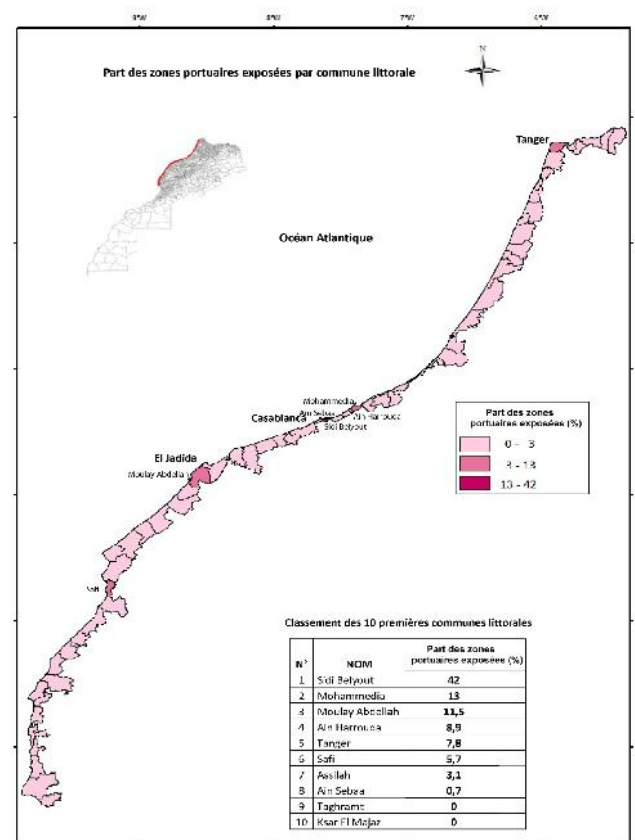 Part des zones portuaires exposées par commune littorale
N
Tanger
Océan Atlantique
Mohammedia
Ain Sebaa
Ain Harrouda
Casablanca
Sidi Belyout
El Jadida
Moulay Abdellah
Safi
Part des zones
portuaires exposées (%)
0 - 3
3 - 13
13 - 42
Classement des 10 premières communes littorales
N° NOM Part des zones portuaires exposées (%)
1 Sidi Belyout 42
2 Mohammedia 13
3 Moulay Abdellah 11,5
4 Ain Harrouda 8,9
5 Tanger 7,8
6 Safi 5,7
7 Assilah 3,1
8 Ain Sebaa 0,7
9 Taghramt 0
10 Ksar El Majaz 0